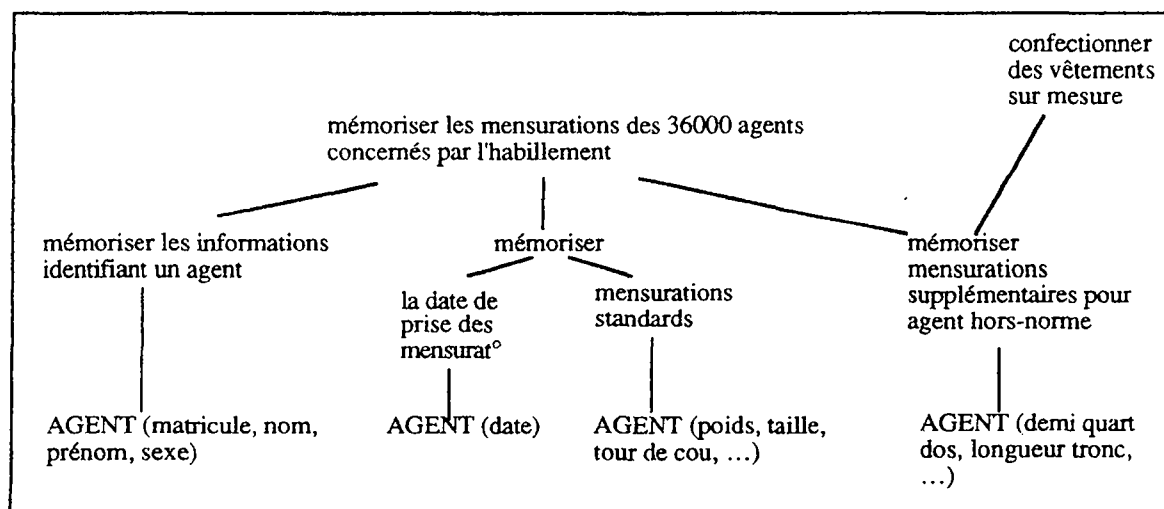 confectionner
des vêtements
sur mesure
mémoriser les mensurations des 36000 agents
concernés par l'habillement
mémoriser les informations
identifiant un agent
mémoriser
la date de
prise des
mensurat°
mensurations
standards
mémoriser
mensurations
supplémentaires pour
agent hors-norme
AGENT (matricule, nom,
prénom, sexe)
AGENT (date)
AGENT (poids, taille,
tour de cou, ...)
AGENT (demi quart
dos, longueur tronc,
...)